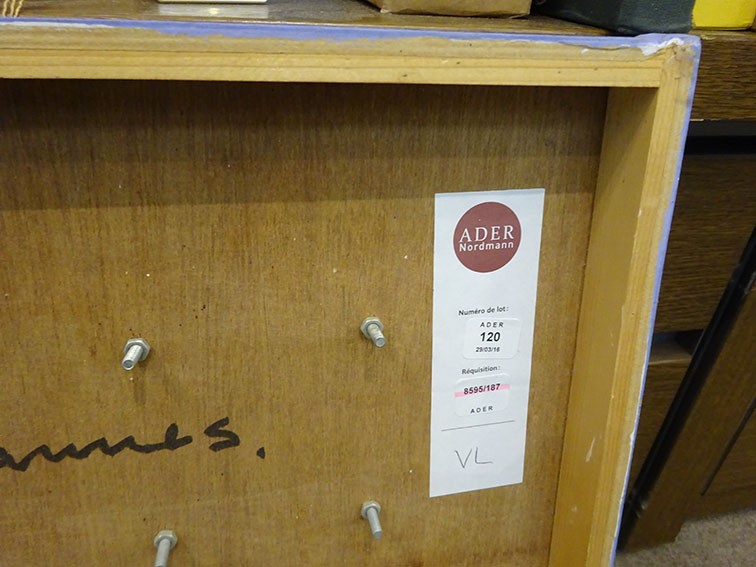 ADER
Nordmann
Numéro de lot:
ADER
120
29/03/16
Réquisition:
8595/187
ADER
VL